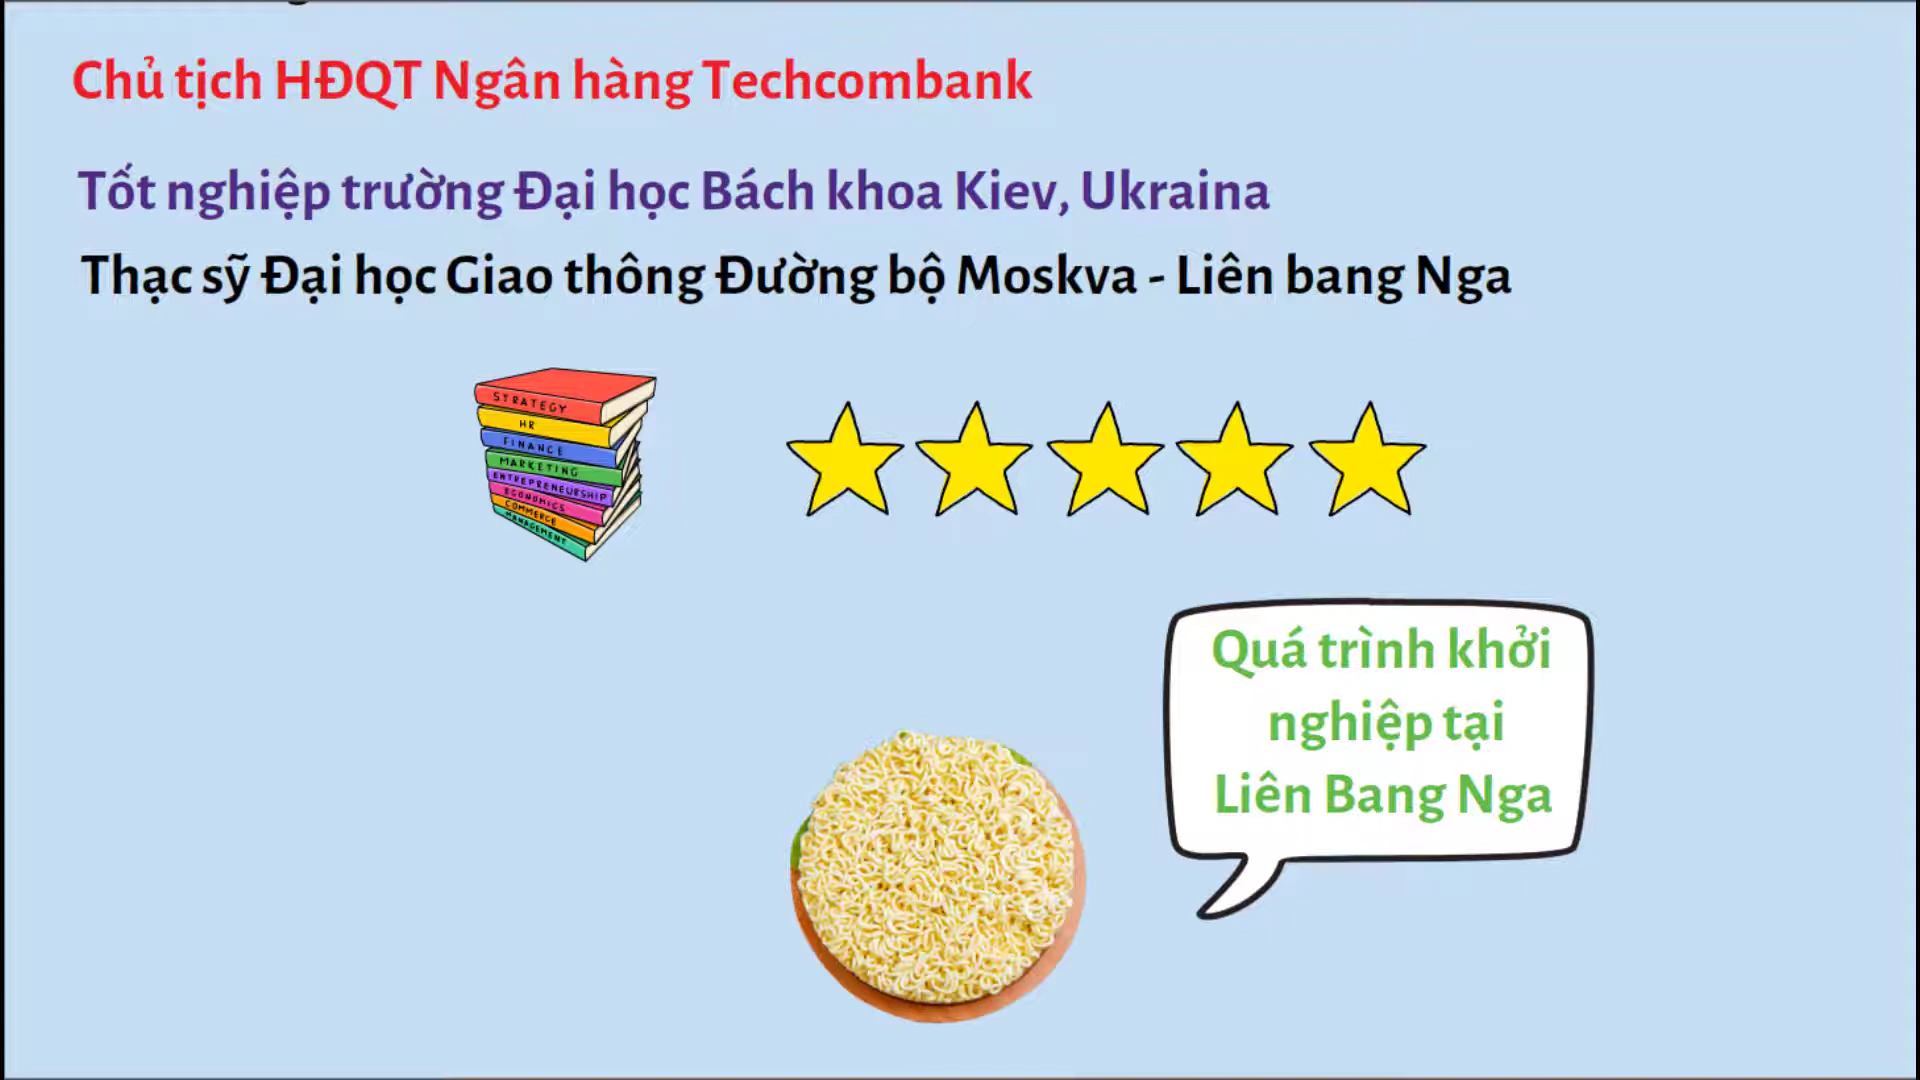 Chủ tịch HĐQT Ngân hàng Techcombank
Tốt nghiệp trường Đại học Bách khoa Kiev, Ukraina
Thạc sỹ Đại học Giao thông Đường bộ Moskva - Liên bang Nga
STRATEGY
HR
FINANCE
MARKETING
ENTREPRENEURSHIP
ECONOMICS
COMMERCE
MANAGEMENT
Quá trình khởi
nghiệp tại
Liên Bang Nga